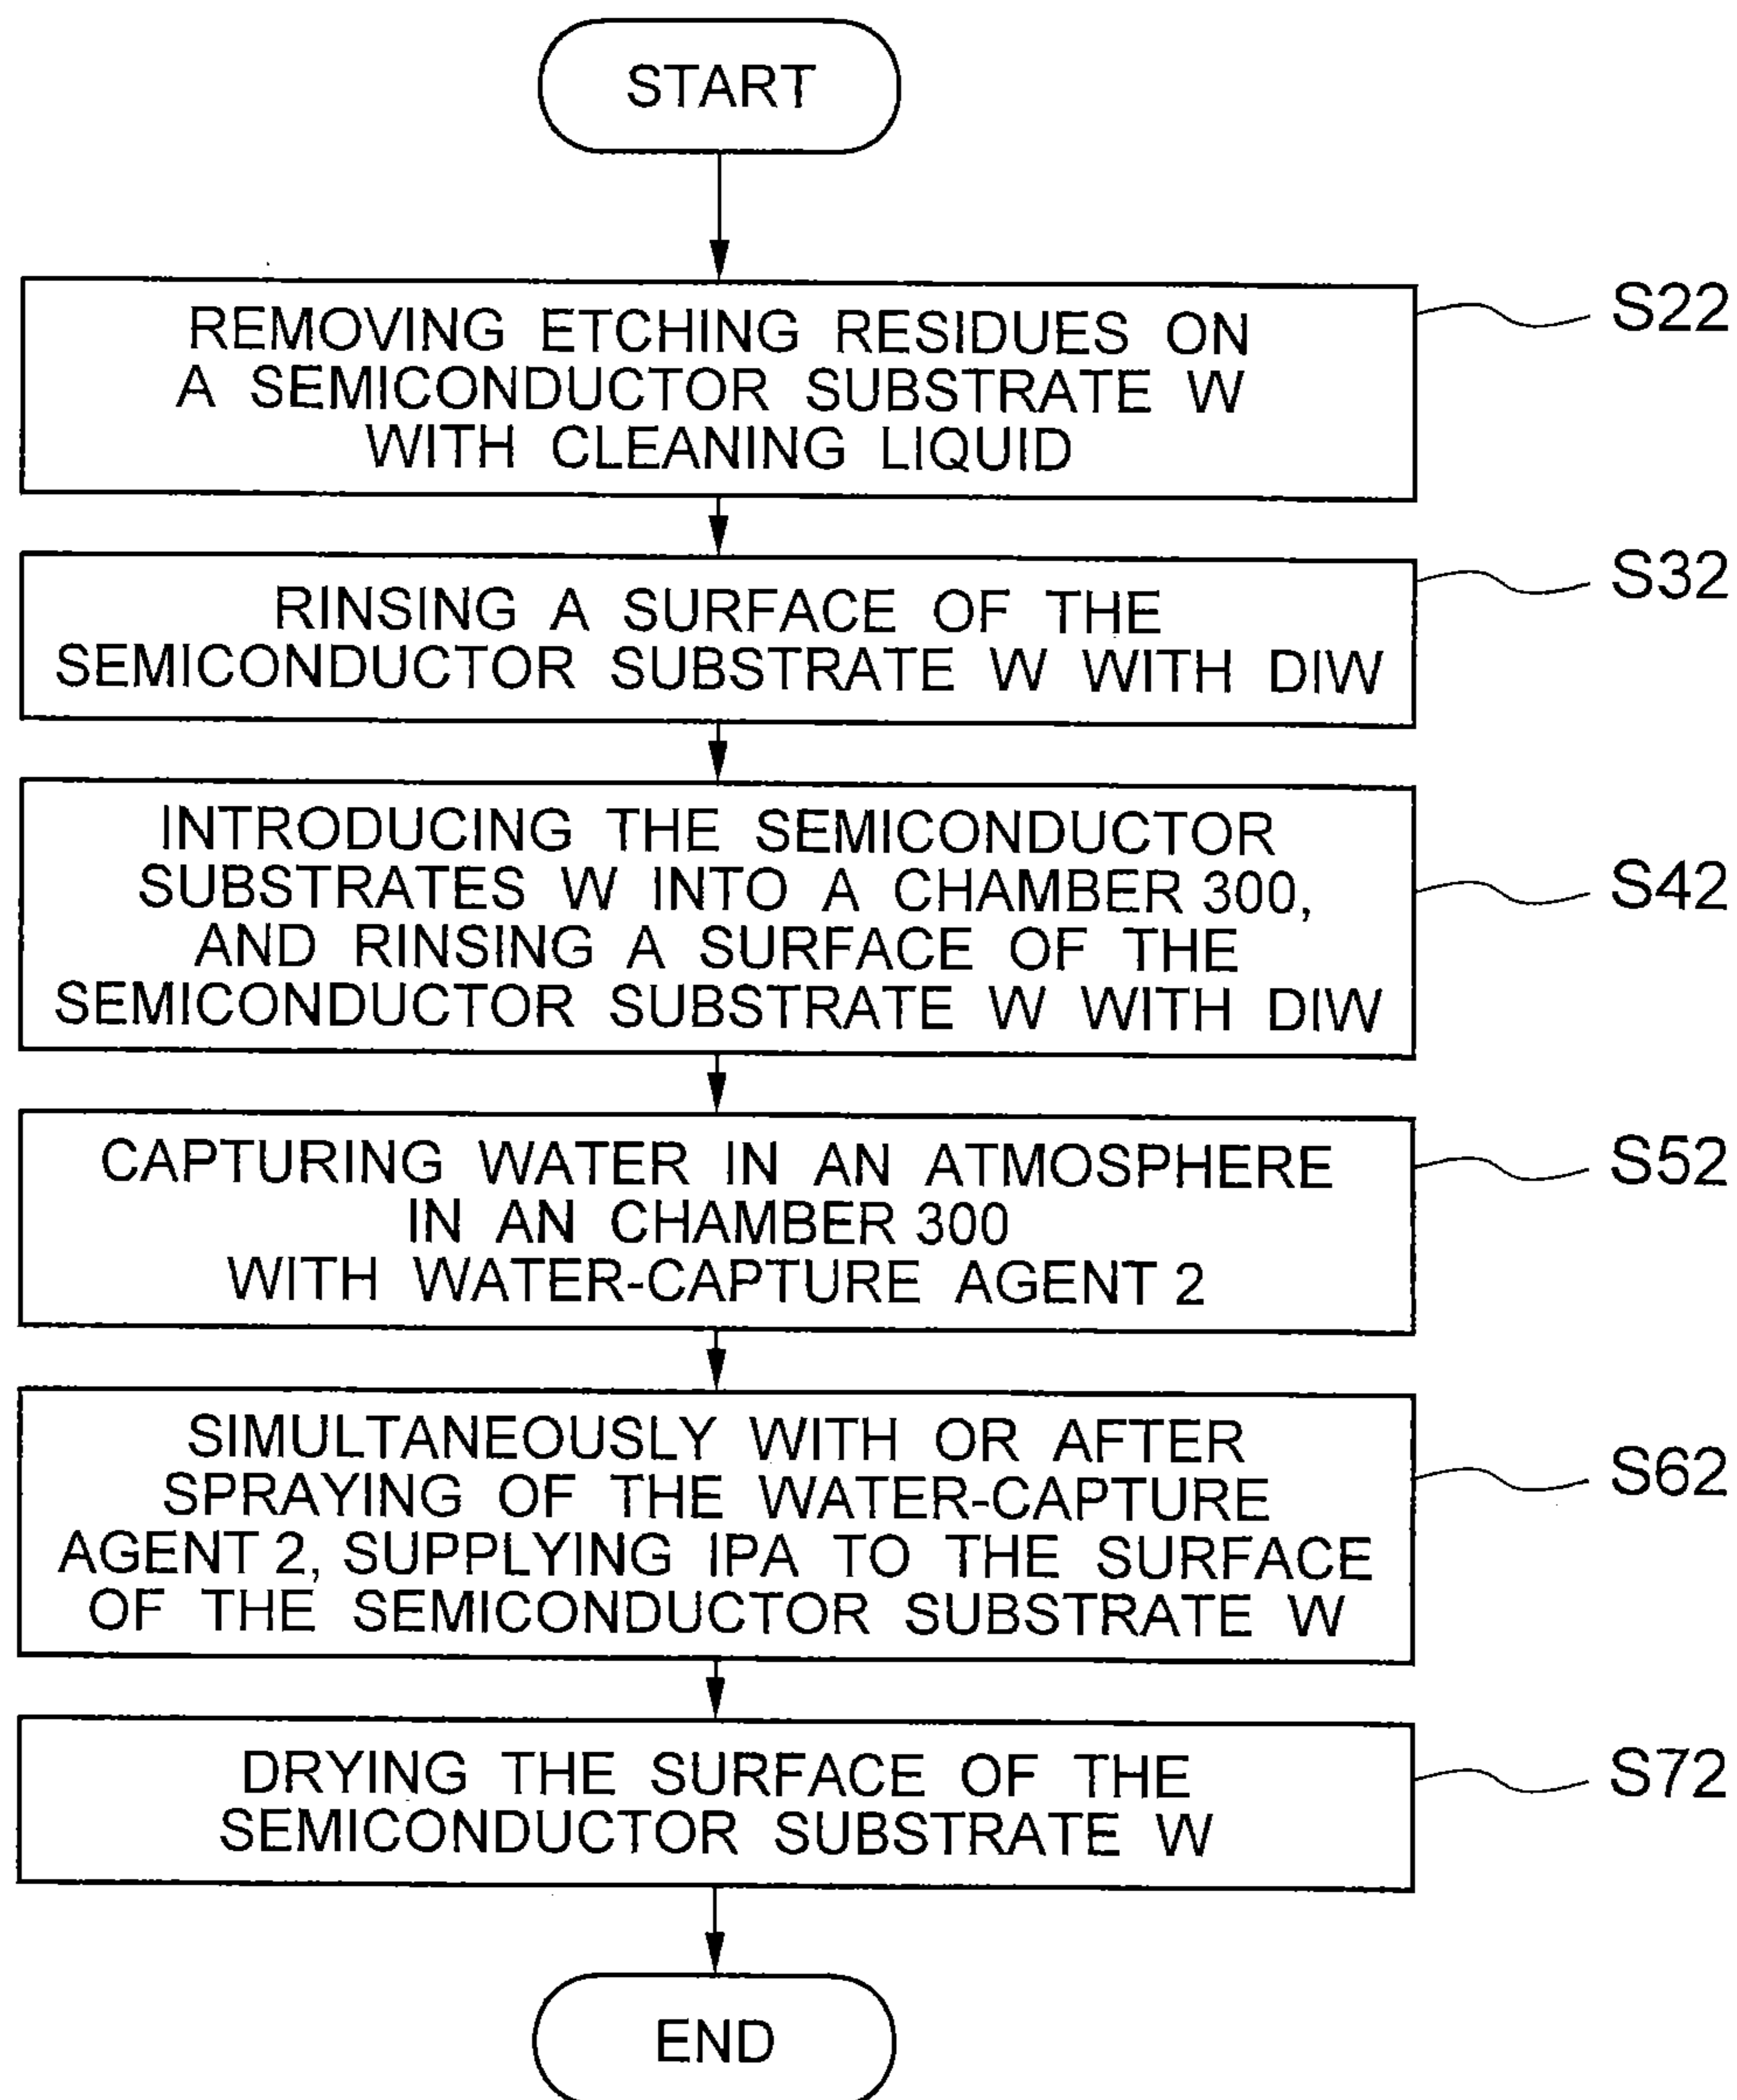 START
REMOVING ETCHING RESIDUES ON
A SEMICONDUCTOR SUBSTRATE W
WITH CLEANING LIQUID
S22
RINSING A SURFACE OF THE
SEMICONDUCTOR SUBSTRATE W WITH DIW
S32
INTRODUCING THE SEMICONDUCTOR
SUBSTRATES W INTO A CHAMBER 300,
AND RINSING A SURFACE OF THE
SEMICONDUCTOR SUBSTRATE W WITH DIW
S42
CAPTURING WATER IN AN ATMOSPHERE
IN AN CHAMBER 300
WITH WATER-CAPTURE AGENT 2
S52
SIMULTANEOUSLY WITH OR AFTER
SPRAYING OF THE WATER-CAPTURE
AGENT 2, SUPPLYING IPA TO THE SURFACE
OF THE SEMICONDUCTOR SUBSTRATE W
S62
DRYING THE SURFACE OF THE
SEMICONDUCTOR SUBSTRATE W
S72
END